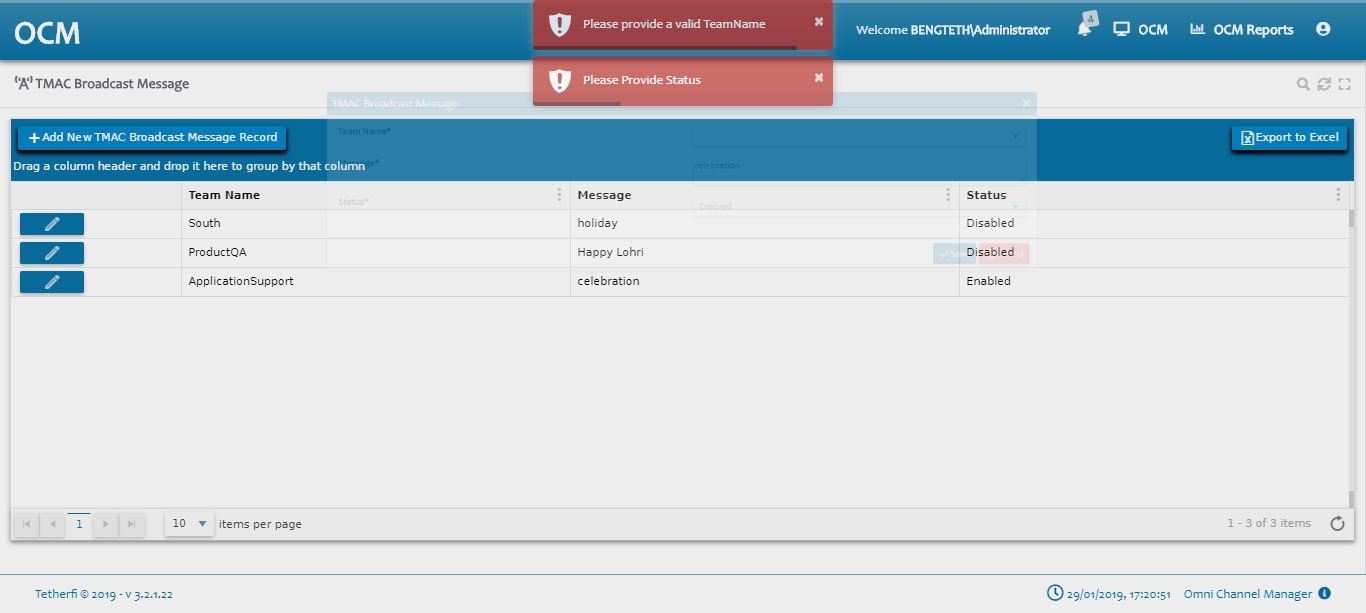 OCM
Please provide a valid TeamName
Welcome BENGTETH\Administrator
4
OCM
OCM Reports
Please Provide Status
TMAC Broadcast Message
TMAC Broadcast Message
Add New TMAC Broadcast Message Record
Export to Excel
Team Name*
Drag a column header and drop it here to group by that column
celebration
Team Name
Message
Status
Status*
Enabled
South
holiday
Disabled
ProductQA
Happy Lohri
Disabled
ApplicationSupport
celebration
Enabled
1
10
items per page
1 - 3 of 3 items
Tetherfi © 2019 - v 3.2.1.22
29/01/2019, 17:20:51
Omni Channel Manager